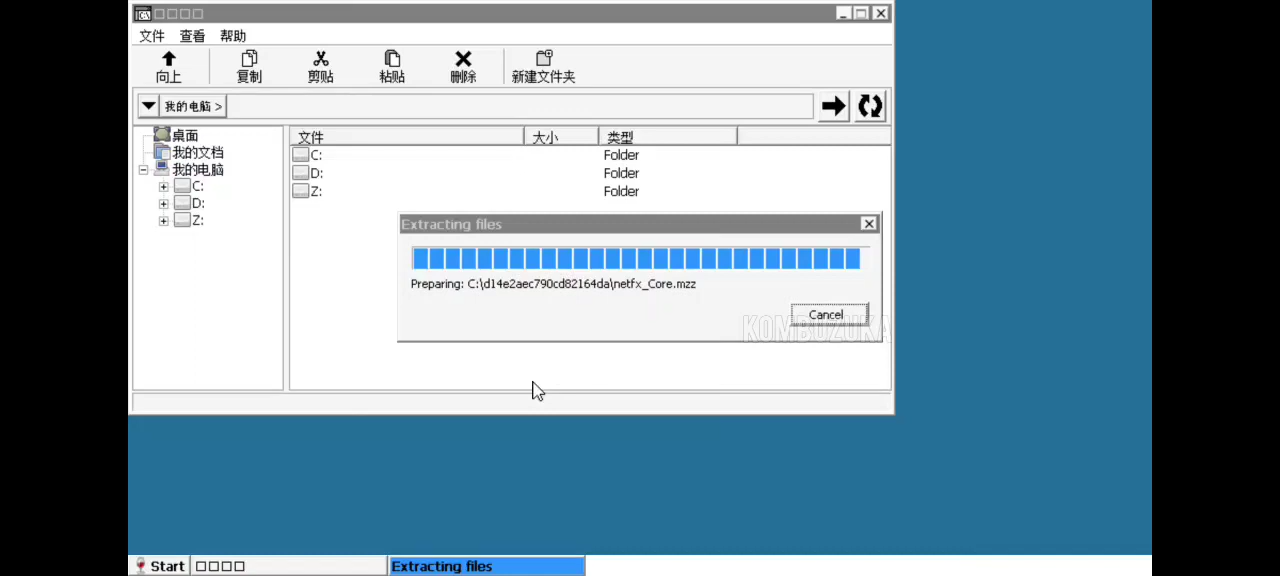 □□□□
文件 查看 帮助
向上 复制 剪贴 粘贴 删除 新建文件夹
我的电脑 >
桌面
我的文档
我的电脑
C:
D:
Z:
文件 大小 类型
C: Folder
D: Folder
Z: Folder
Extracting files
Preparing: C:\d14e2aec790cd82164da\netfx_Core.mzz
Cancel
KOMBUZUKA
Start □□□□ Extracting files